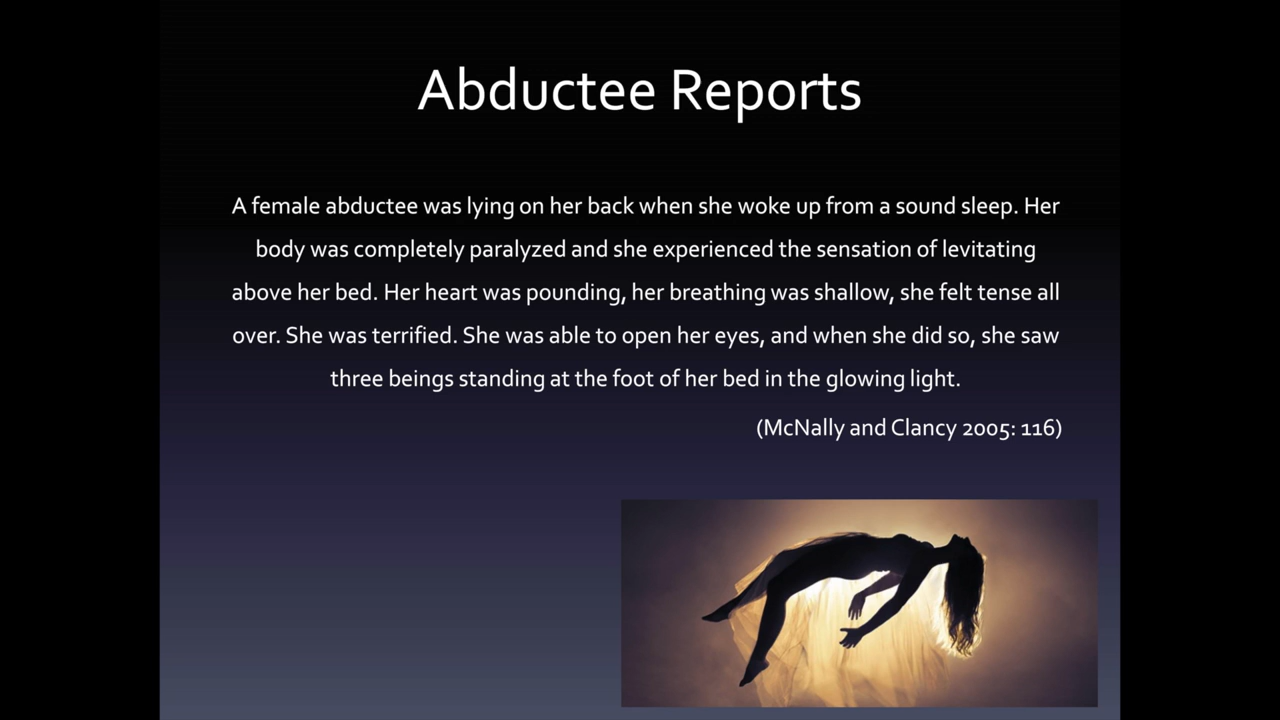 Abductee Reports
A female abductee was lying on her back when she woke up from a sound sleep. Her
body was completely paralyzed and she experienced the sensation of levitating
above her bed. Her heart was pounding, her breathing was shallow, she felt tense all
over. She was terrified. She was able to open her eyes, and when she did so, she saw
three beings standing at the foot of her bed in the glowing light.
(McNally and Clancy 2005: 116)